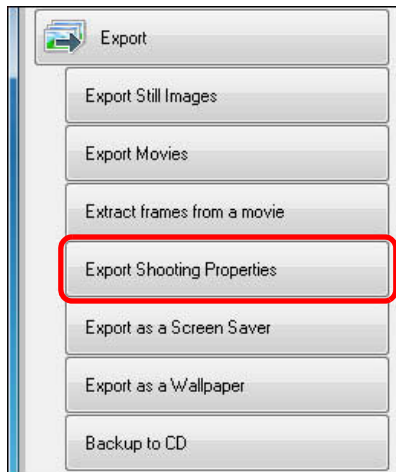 Export
Export Still Images
Export Movies
Extract frames from a movie
Export Shooting Properties
Export as a Screen Saver
Export as a Wallpaper
Backup to CD